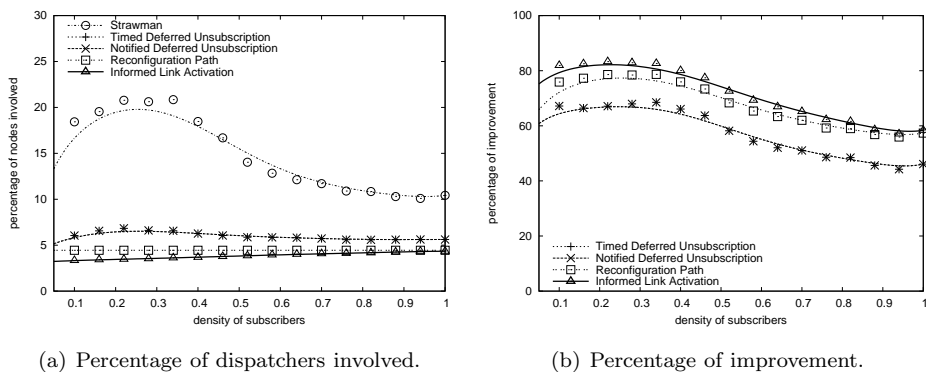 30
25
20
15
10
5
0
percentage of nodes involved
Strawman
Timed Deferred Unsubscription
Notified Deferred Unsubscription
Reconfiguration Path
Informed Link Activation
0.1 0.2 0.3 0.4 0.5 0.6 0.7 0.8 0.9 1
density of subscribers
(a) Percentage of dispatchers involved.
100
80
60
40
20
0
percentage of improvement
Timed Deferred Unsubscription
Notified Deferred Unsubscription
Reconfiguration Path
Informed Link Activation
0.1 0.2 0.3 0.4 0.5 0.6 0.7 0.8 0.9 1
density of subscribers
(b) Percentage of improvement.